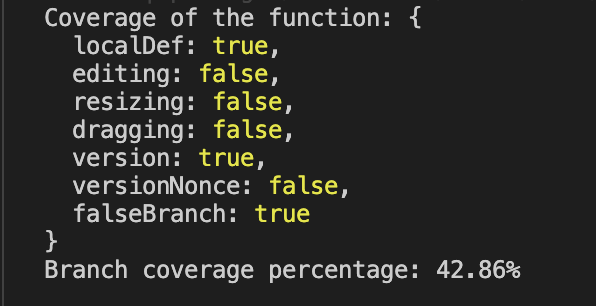 Coverage of the function: {
  localDef: true,
  editing: false,
  resizing: false,
  dragging: false,
  version: true,
  versionNonce: false,
  falseBranch: true
}
Branch coverage percentage: 42.86%